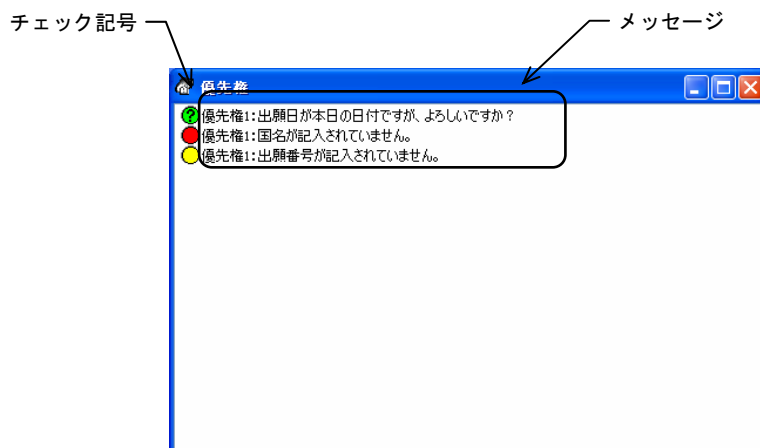 チェック記号
メッセージ
優先権
優先権1:出願日が本日の日付ですが、よろしいですか？
優先権1:国名が記入されていません。
優先権1:出願番号が記入されていません。